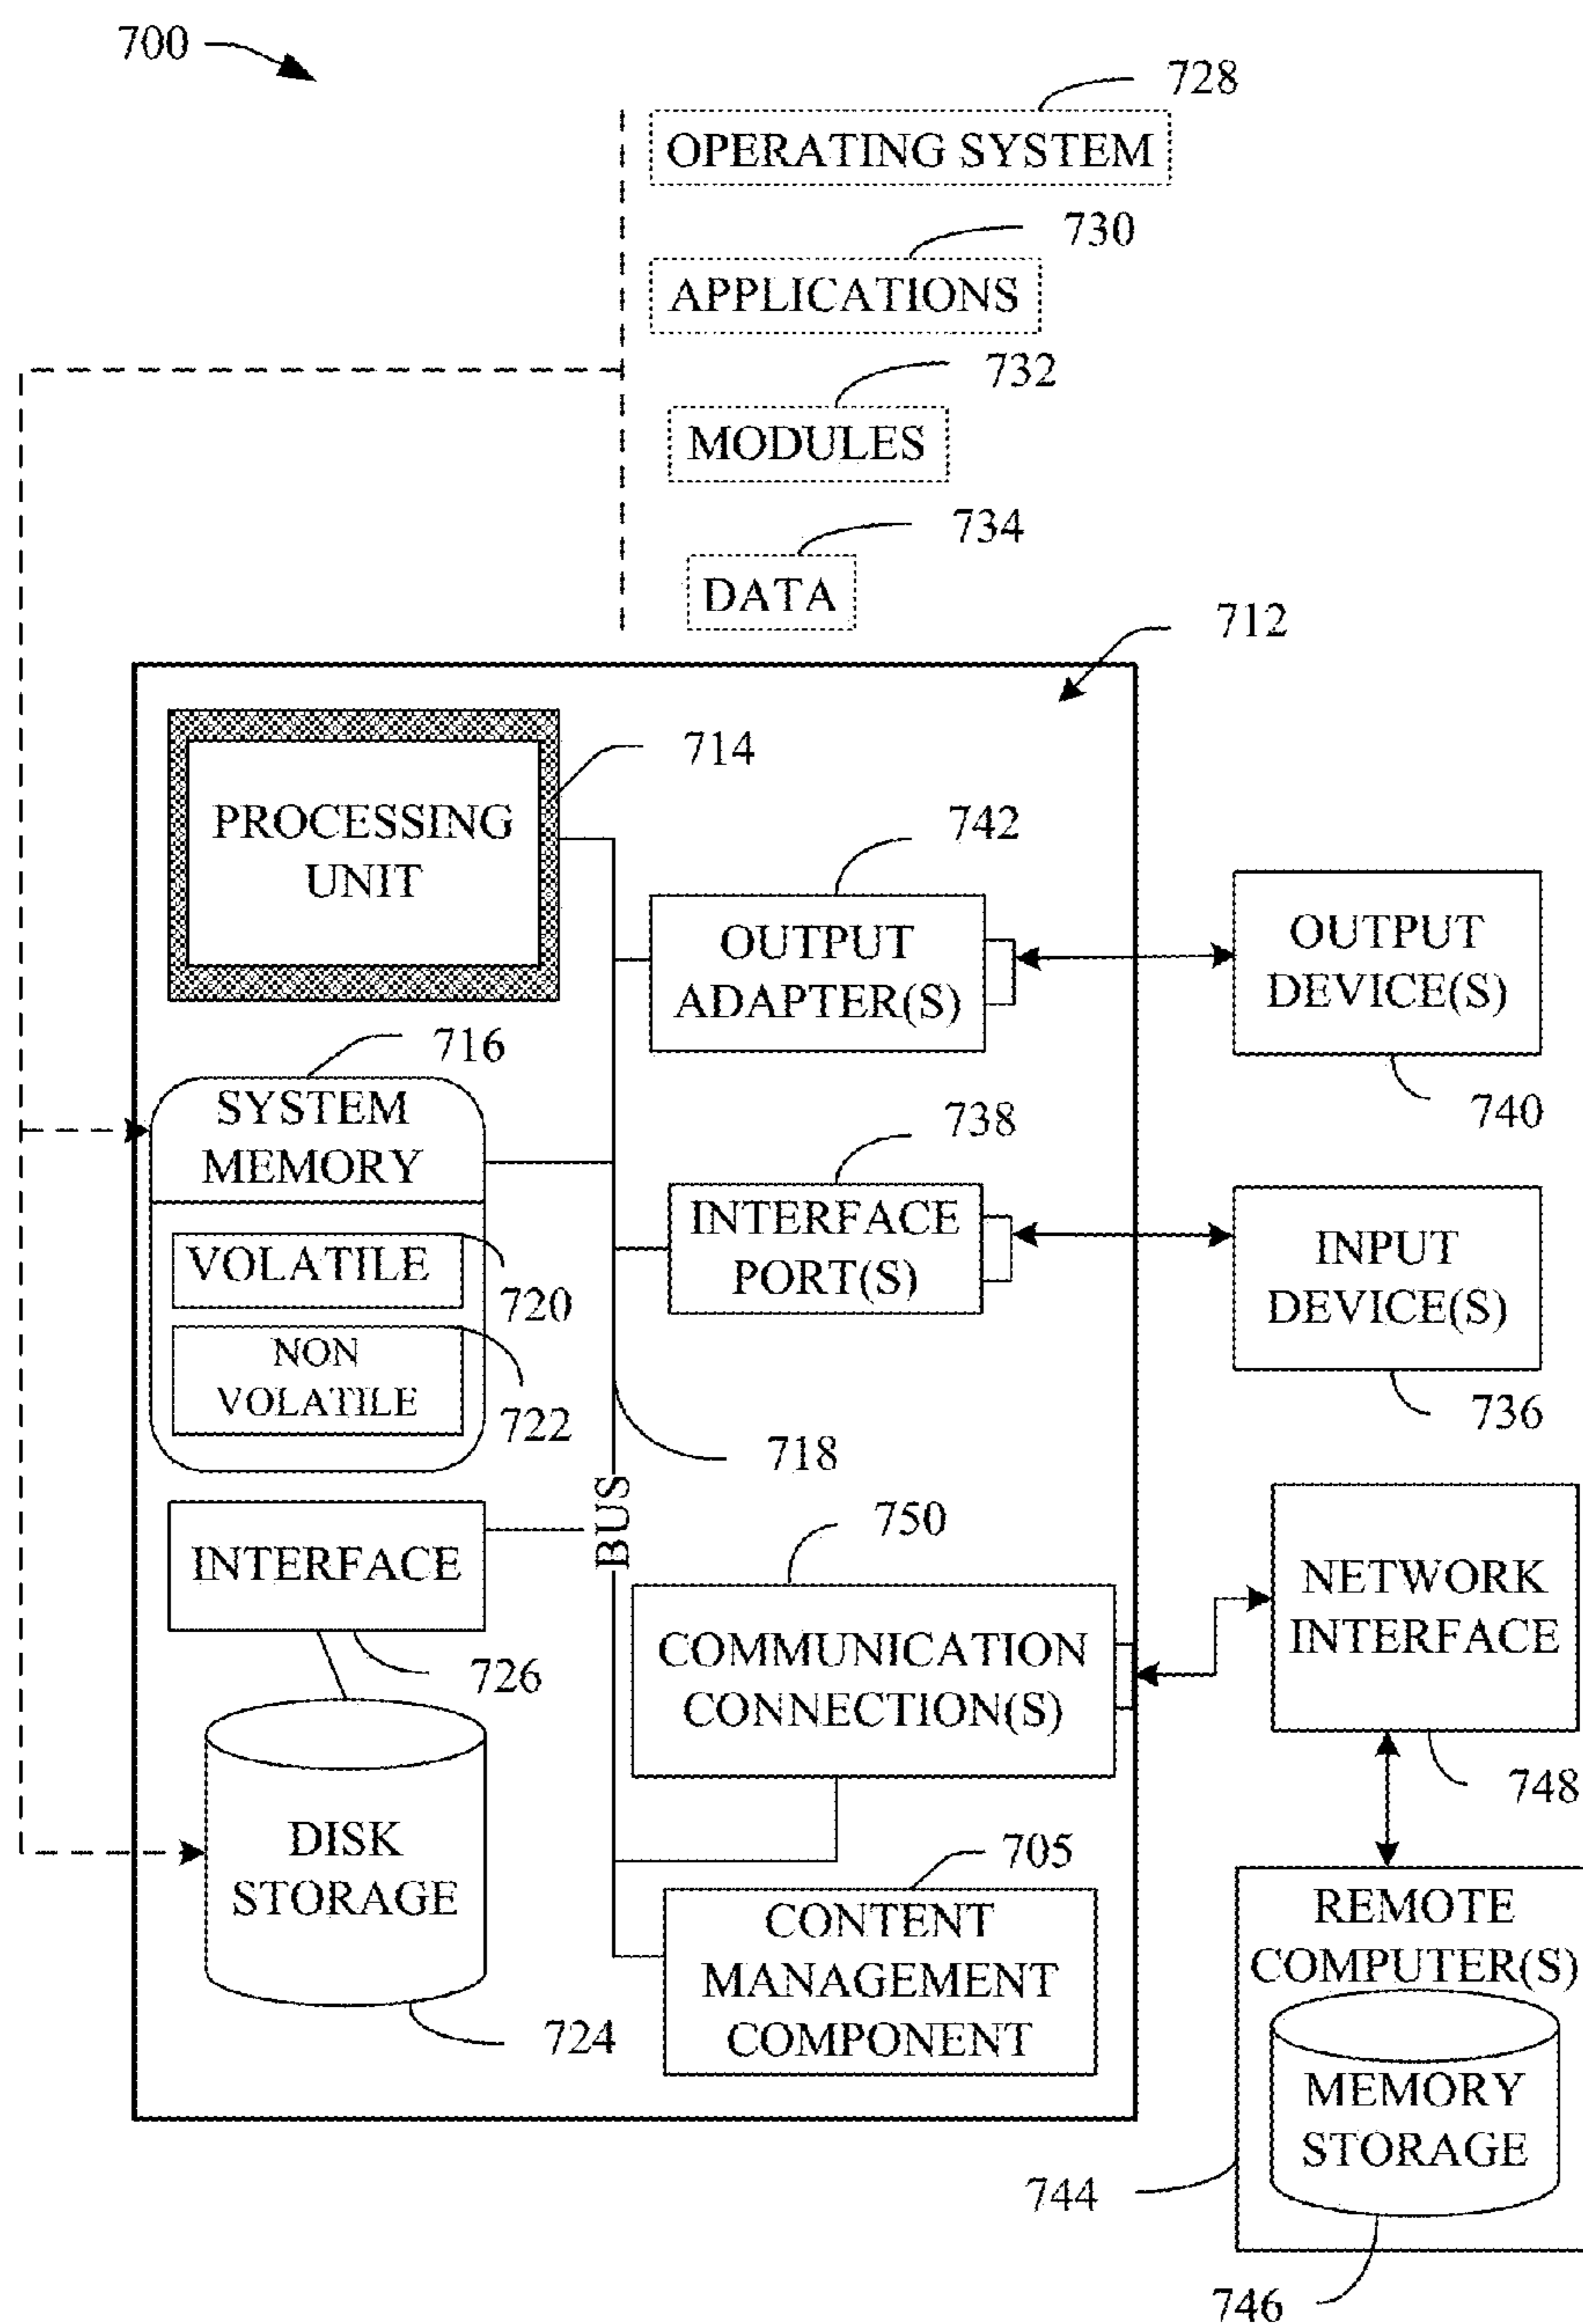 700
728
OPERATING SYSTEM
730
APPLICATIONS
732
MODULES
734
DATA
712
714
PROCESSING
UNIT
742
OUTPUT
ADAPTER(S)
OUTPUT
DEVICE(S)
740
716
SYSTEM
MEMORY
738
INTERFACE
PORT(S)
INPUT
DEVICE(S)
736
VOLATILE
720
NON
VOLATILE
722
718
BUS
INTERFACE
726
750
COMMUNICATION
CONNECTION(S)
NETWORK
INTERFACE
748
DISK
STORAGE
724
705
CONTENT
MANAGEMENT
COMPONENT
REMOTE
COMPUTER(S)
MEMORY
STORAGE
744
746